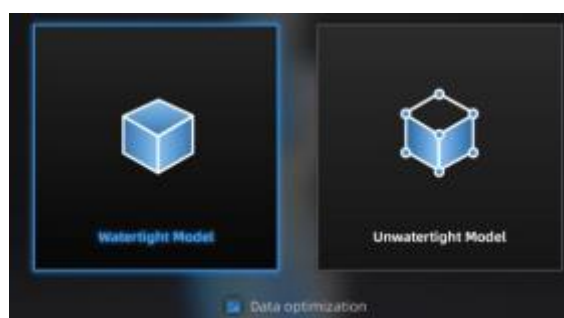 Watertight Model
Unwatertight Model
Data optimization